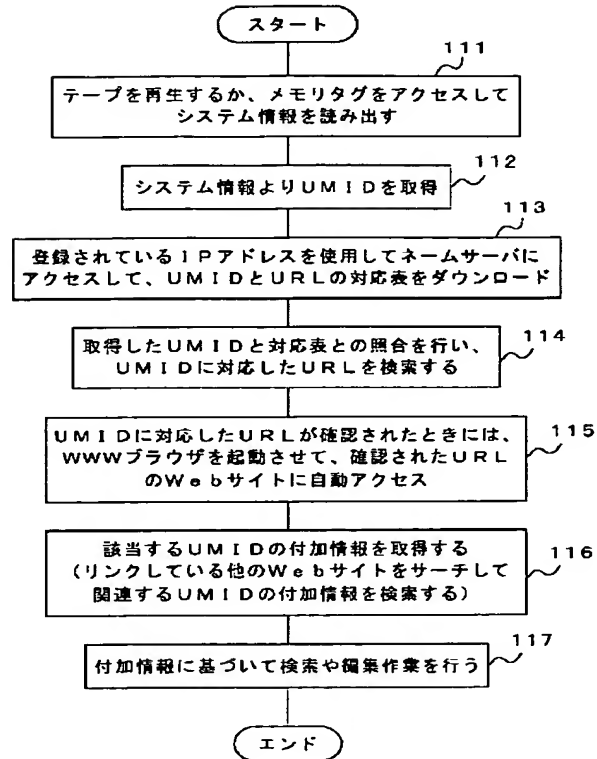 スタート
111
テープを再生するか、メモリタグをアクセスして
システム情報を読み出す
112
システム情報よりUMIDを取得
113
登録されているIPアドレスを使用してネームサーバに
アクセスして、UMIDとURLの対応表をダウンロード
114
取得したUMIDと対応表との照合を行い、
UMIDに対応したURLを検索する
115
UMIDに対応したURLが確認されたときには、
WWWブラウザを起動させて、確認されたURL
のWebサイトに自動アクセス
116
該当するUMIDの付加情報を取得する
(リンクしている他のWebサイトをサーチして
関連するUMIDの付加情報を検索する)
117
付加情報に基づいて検索や編集作業を行う
エンド